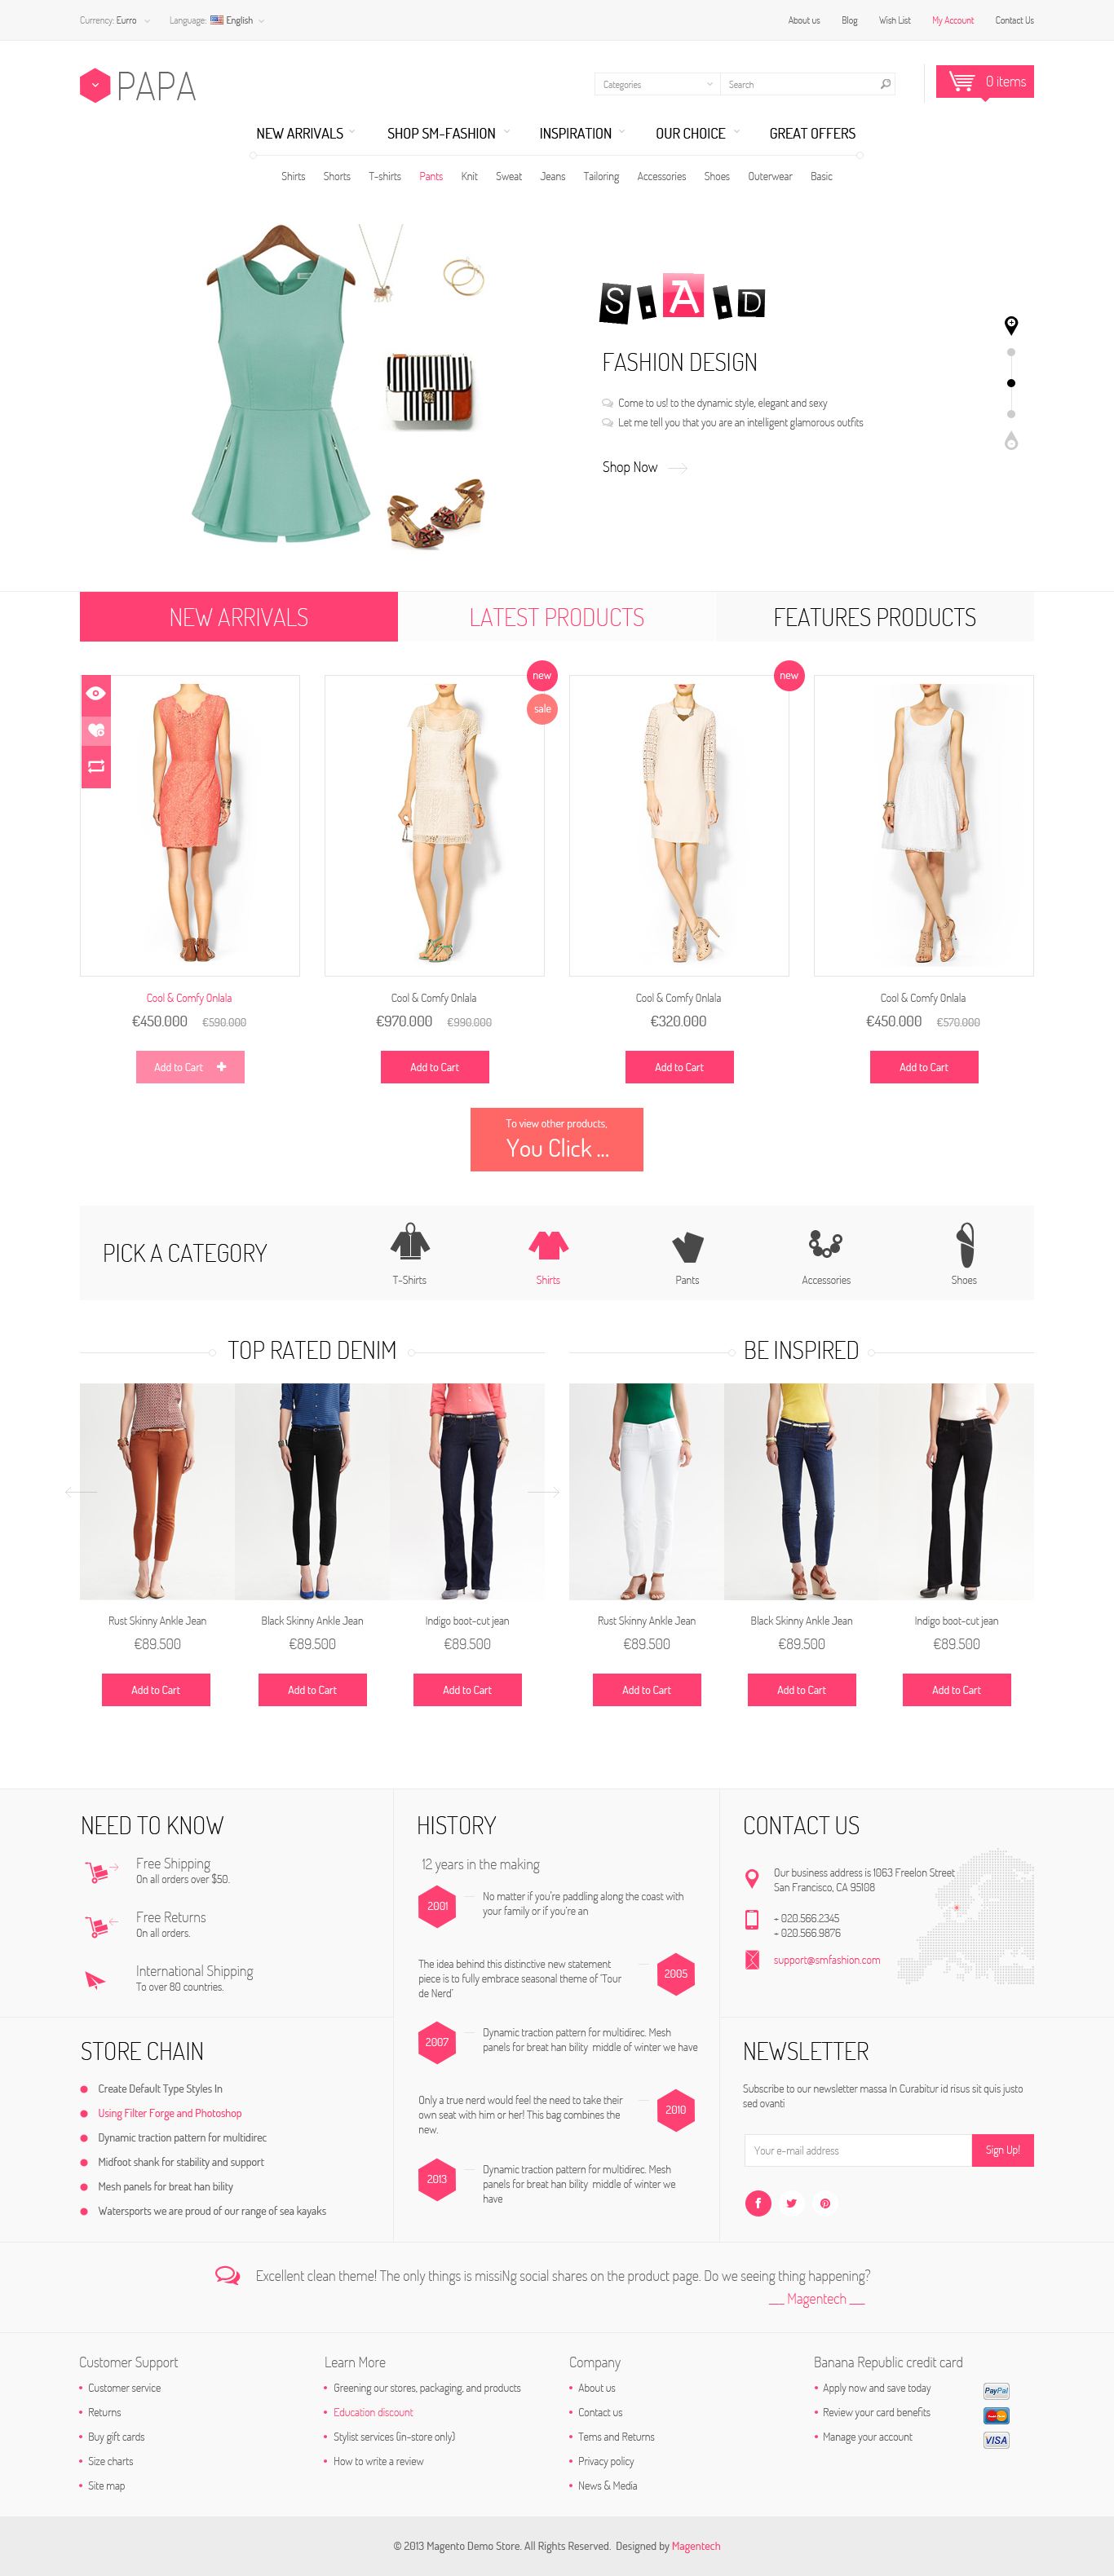 Currency: Eurro
Language: English
About us
Blog
Wish List
My Account
Contact Us
PAPA
Categories
Search
0 items
NEW ARRIVALS
SHOP SM-FASHION
INSPIRATION
OUR CHOICE
GREAT OFFERS
Shirts
Shorts
T-shirts
Pants
Knit
Sweat
Jeans
Tailoring
Accessories
Shoes
Outerwear
Basic
S.A.D
FASHION DESIGN
Come to us! to the dynamic style, elegant and sexy
Let me tell you that you are an intelligent glamorous outfits
Shop Now
NEW ARRIVALS
LATEST PRODUCTS
FEATURES PRODUCTS
new
sale
new
Cool & Comfy Onlala
€450.000 €590.000
Add to Cart
Cool & Comfy Onlala
€970.000 €990.000
Add to Cart
Cool & Comfy Onlala
€320.000
Add to Cart
Cool & Comfy Onlala
€450.000 €570.000
Add to Cart
To view other products,
You Click ...
PICK A CATEGORY
T-Shirts
Shirts
Pants
Accessories
Shoes
TOP RATED DENIM
Rust Skinny Ankle Jean
€89.500
Add to Cart
Black Skinny Ankle Jean
€89.500
Add to Cart
Indigo boot-cut jean
€89.500
Add to Cart
BE INSPIRED
Rust Skinny Ankle Jean
€89.500
Add to Cart
Black Skinny Ankle Jean
€89.500
Add to Cart
Indigo boot-cut jean
€89.500
Add to Cart
NEED TO KNOW
Free Shipping
On all orders over $50.
Free Returns
On all orders.
International Shipping
To over 80 countries.
STORE CHAIN
Create Default Type Styles In
Using Filter Forge and Photoshop
Dynamic traction pattern for multidirec
Midfoot shank for stability and support
Mesh panels for breat han bility
Watersports we are proud of our range of sea kayaks
HISTORY
12 years in the making
2001
No matter if you're paddling along the coast with
your family or if you're an
The idea behind this distinctive new statement
piece is to fully embrace seasonal theme of 'Tour
de Nerd'
2005
2007
Dynamic traction pattern for multidirec. Mesh
panels for breat han bility middle of winter we have
Only a true nerd would feel the need to take their
own seat with him or her! This bag combines the
new.
2010
2013
Dynamic traction pattern for multidirec. Mesh
panels for breat han bility middle of winter we
have
CONTACT US
Our business address is 1063 Freelon Street
San Francisco, CA 95108
+ 020.566.2345
+ 020.566.9876
support@smfashion.com
NEWSLETTER
Subscribe to our newsletter massa In Curabitur id risus sit quis justo
sed ovanti
Your e-mail address
Sign Up!
Excellent clean theme! The only things is missiNg social shares on the product page. Do we seeing thing happening?
__ Magentech __
Customer Support
Customer service
Returns
Buy gift cards
Size charts
Site map
Learn More
Greening our stores, packaging, and products
Education discount
Stylist services (in-store only)
How to write a review
Company
About us
Contact us
Tems and Returns
Privacy policy
News & Media
Banana Republic credit card
Apply now and save today
Review your card benefits
Manage your account
PayPal
VISA
© 2013 Magento Demo Store. All Rights Reserved. Designed by Magentech